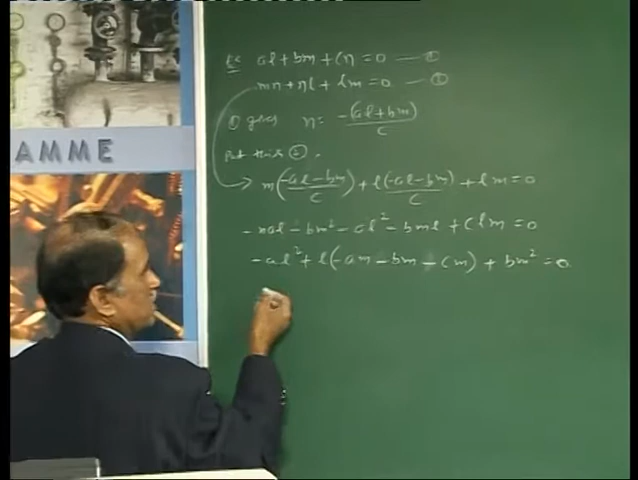 AMME
Ex al+bm+cn = 0 — ①
mn+nl+lm = 0 — ②
① gives n = -(al+bm)/c
Put this ②.
m(-al-bm/c) + l(-al-bm/c) + lm = 0
-mal - bm² - al² - bml + clm = 0
-al² + l(-am - bm - cm) + bm² = 0